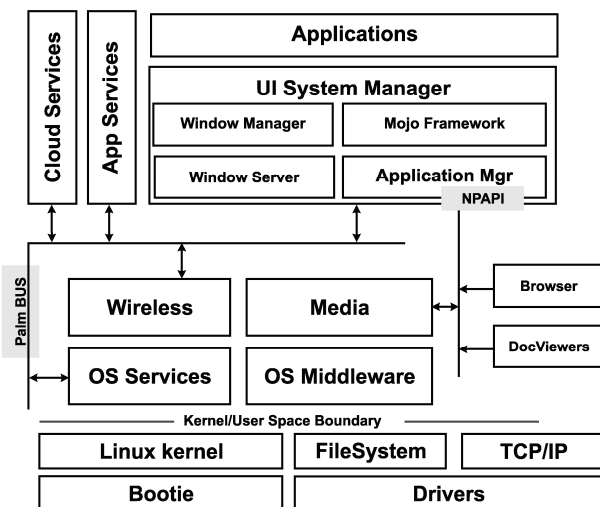 Cloud Services
App Services
Applications
UI System Manager
Window Manager
Mojo Framework
Window Server
Application Mgr
NPAPI
Palm BUS
Wireless
Media
Browser
DocViewers
OS Services
OS Middleware
Kernel/User Space Boundary
Linux kernel
FileSystem
TCP/IP
Bootie
Drivers